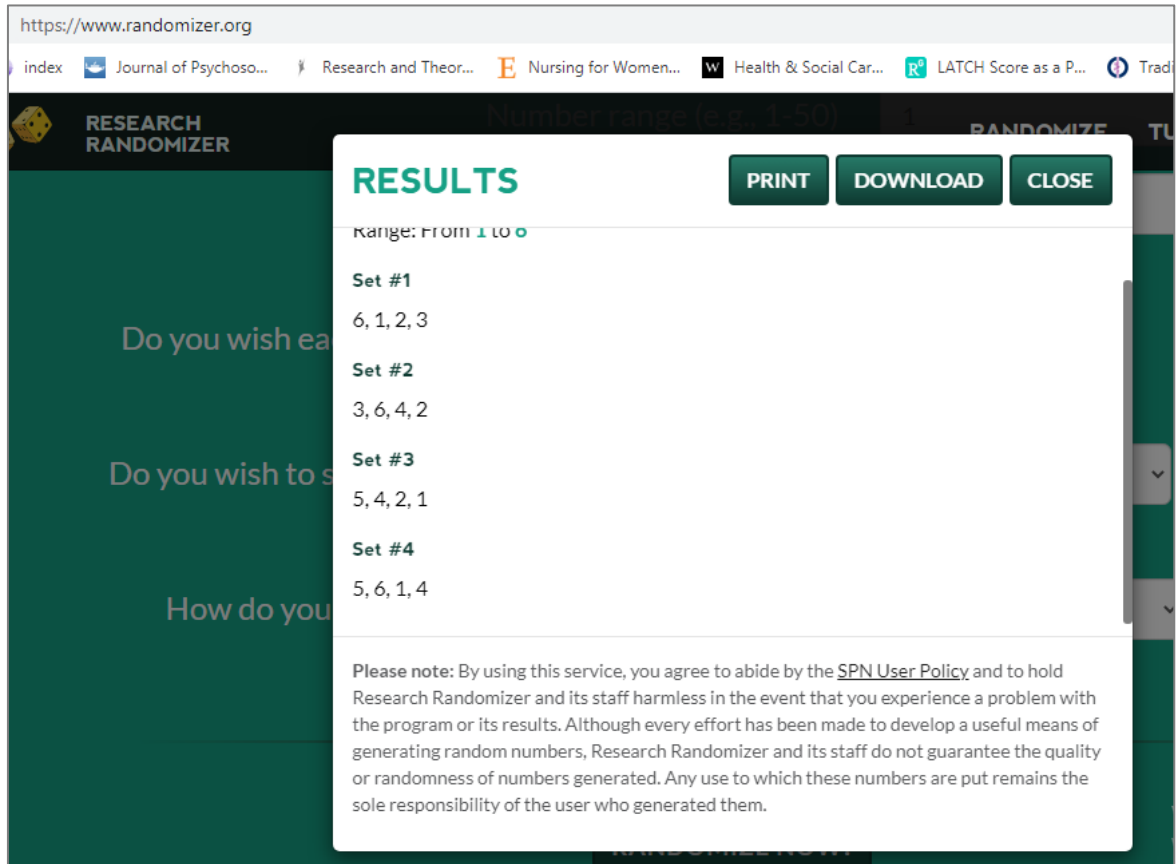 https://www.randomizer.org
index Journal of Psychoso... Research and Theor... Nursing for Women... Health & Social Car... LATCH Score as a P... Tradi
Number range (e.g., 1-50) 1
RESEARCH
RANDOMIZER
RANDOMIZE TU
RESULTS PRINT DOWNLOAD CLOSE
Range: From 1 to 6
Set #1
6, 1, 2, 3
Do you wish ea
Set #2
3, 6, 4, 2
Set #3
Do you wish to s
5, 4, 2, 1
Set #4
5, 6, 1, 4
How do you
Please note: By using this service, you agree to abide by the SPN User Policy and to hold
Research Randomizer and its staff harmless in the event that you experience a problem with
the program or its results. Although every effort has been made to develop a useful means of
generating random numbers, Research Randomizer and its staff do not guarantee the quality
or randomness of numbers generated. Any use to which these numbers are put remains the
sole responsibility of the user who generated them.
RANDOMIZE NOW!